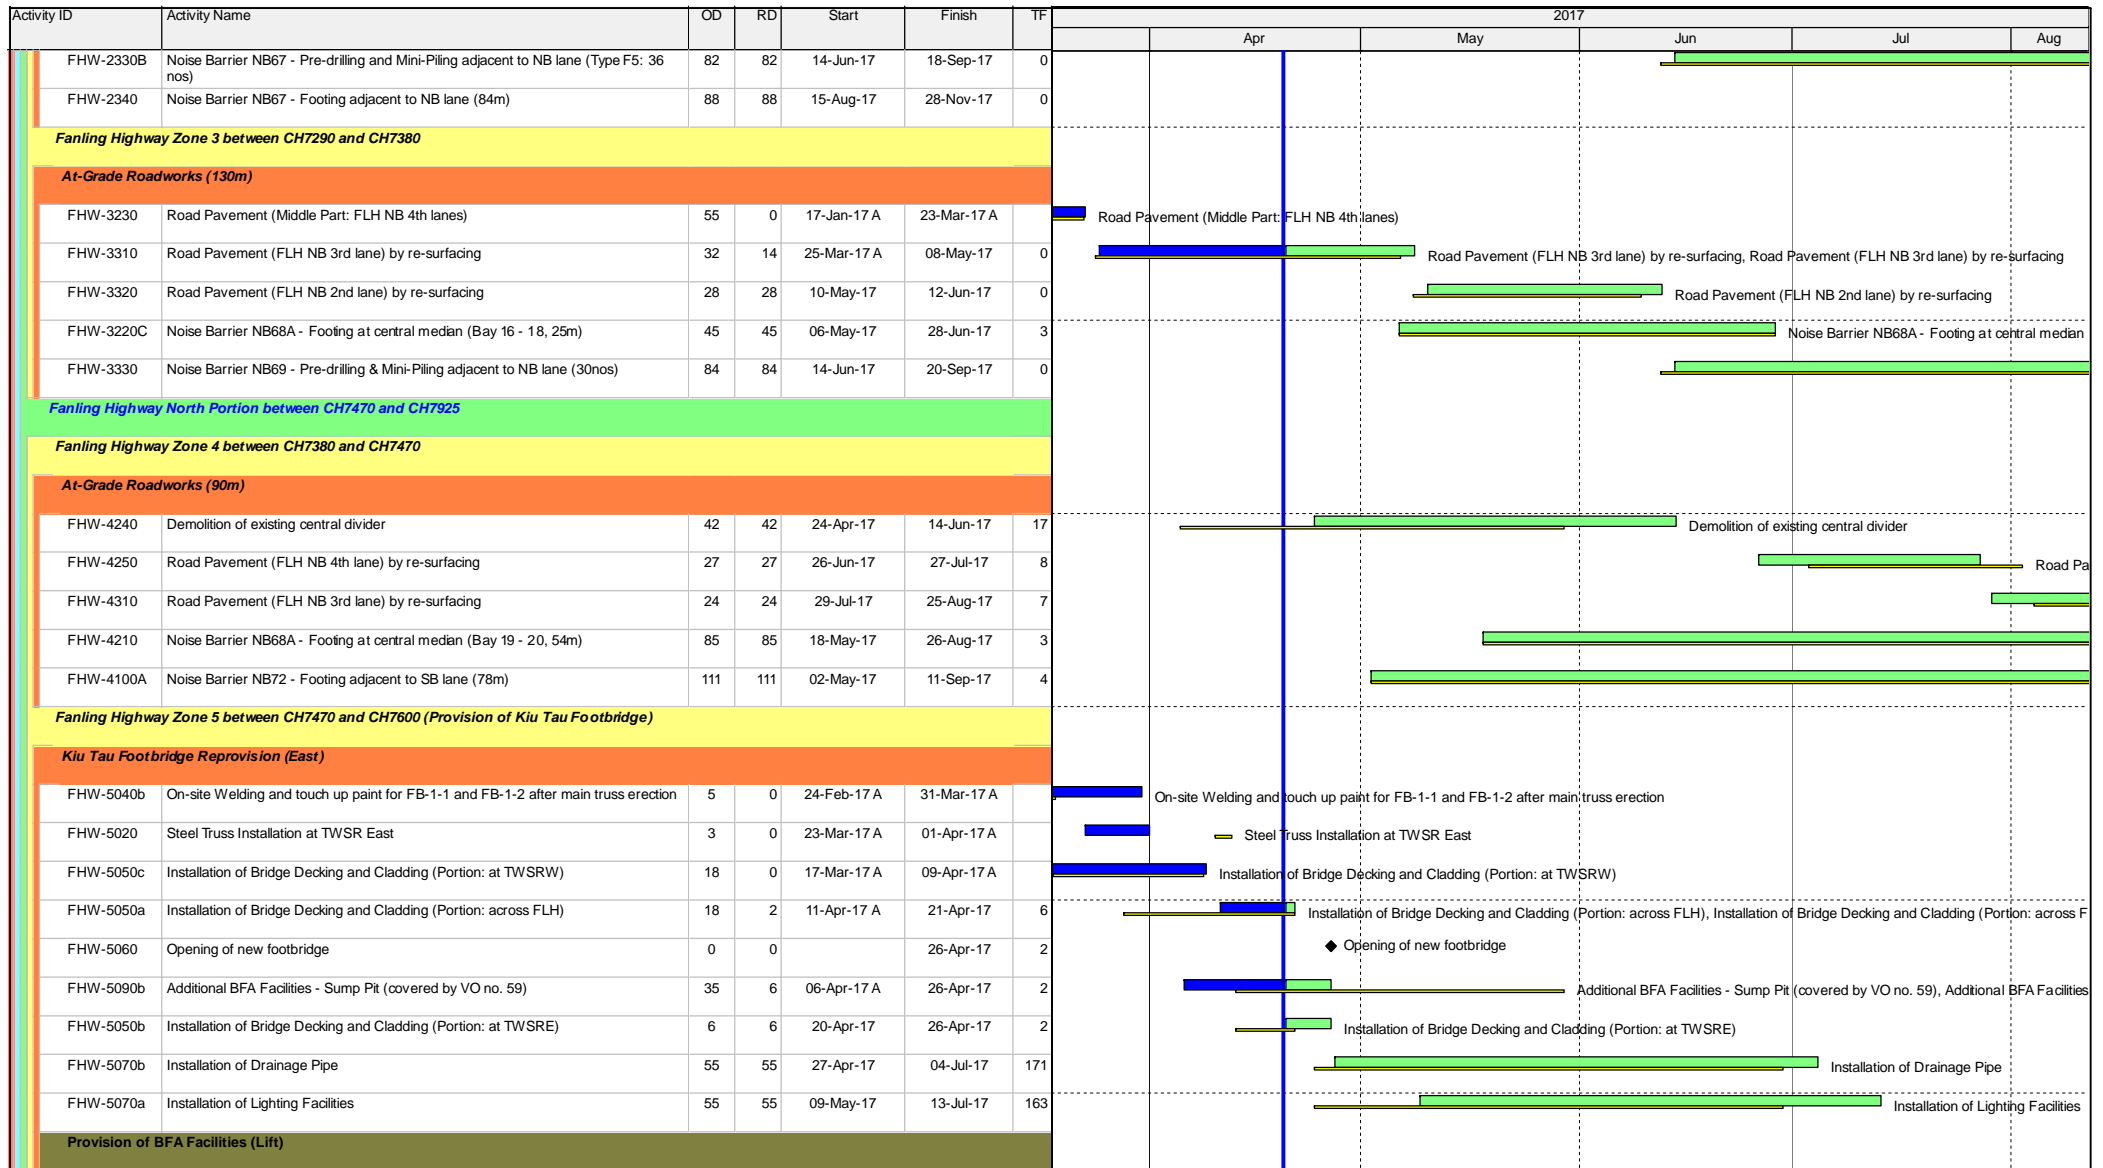 Activity ID Activity Name OD RD Start Finish TF 2017
Apr May Jun Jul Aug
FHW-2330B Noise Barrier NB67 - Pre-drilling and Mini-Piling adjacent to NB lane (Type F5: 36 82 82 14-Jun-17 18-Sep-17 0
nos)
FHW-2340 Noise Barrier NB67 - Footing adjacent to NB lane (84m) 88 88 15-Aug-17 28-Nov-17 0
Fanling Highway Zone 3 between CH7290 and CH7380
At-Grade Roadworks (130m)
FHW-3230 Road Pavement (Middle Part: FLH NB 4th lanes) 55 0 17-Jan-17 A 23-Mar-17 A Road Pavement (Middle Part: FLH NB 4th lanes)
FHW-3310 Road Pavement (FLH NB 3rd lane) by re-surfacing 32 14 25-Mar-17 A 08-May-17 0 Road Pavement (FLH NB 3rd lane) by re-surfacing, Road Pavement (FLH NB 3rd lane) by re-surfacing
FHW-3320 Road Pavement (FLH NB 2nd lane) by re-surfacing 28 28 10-May-17 12-Jun-17 0 Road Pavement (FLH NB 2nd lane) by re-surfacing
FHW-3220C Noise Barrier NB68A - Footing at central median (Bay 16 - 18, 25m) 45 45 06-May-17 28-Jun-17 3 Noise Barrier NB68A - Footing at central median
FHW-3330 Noise Barrier NB69 - Pre-drilling & Mini-Piling adjacent to NB lane (30nos) 84 84 14-Jun-17 20-Sep-17 0
Fanling Highway North Portion between CH7470 and CH7925
Fanling Highway Zone 4 between CH7380 and CH7470
At-Grade Roadworks (90m)
FHW-4240 Demolition of existing central divider 42 42 24-Apr-17 14-Jun-17 17 Demolition of existing central divider
FHW-4250 Road Pavement (FLH NB 4th lane) by re-surfacing 27 27 26-Jun-17 27-Jul-17 8 Road Pa
FHW-4310 Road Pavement (FLH NB 3rd lane) by re-surfacing 24 24 29-Jul-17 25-Aug-17 7
FHW-4210 Noise Barrier NB68A - Footing at central median (Bay 19 - 20, 54m) 85 85 18-May-17 26-Aug-17 3
FHW-4100A Noise Barrier NB72 - Footing adjacent to SB lane (78m) 111 111 02-May-17 11-Sep-17 4
Fanling Highway Zone 5 between CH7470 and CH7600 (Provision of Kiu Tau Footbridge)
Kiu Tau Footbridge Reprovision (East)
FHW-5040b On-site Welding and touch up paint for FB-1-1 and FB-1-2 after main truss erection 5 0 24-Feb-17 A 31-Mar-17 A On-site Welding and touch up paint for FB-1-1 and FB-1-2 after main truss erection
FHW-5020 Steel Truss Installation at TWSR East 3 0 23-Mar-17 A 01-Apr-17 A Steel Truss Installation at TWSR East
FHW-5050c Installation of Bridge Decking and Cladding (Portion: at TWSRW) 18 0 17-Mar-17 A 09-Apr-17 A Installation of Bridge Decking and Cladding (Portion: at TWSRW)
FHW-5050a Installation of Bridge Decking and Cladding (Portion: across FLH) 18 2 11-Apr-17 A 21-Apr-17 6 Installation of Bridge Decking and Cladding (Portion: across FLH), Installation of Bridge Decking and Cladding (Portion: across F
FHW-5060 Opening of new footbridge 0 0 26-Apr-17 2 Opening of new footbridge
FHW-5090b Additional BFA Facilities - Sump Pit (covered by VO no. 59) 35 6 06-Apr-17 A 26-Apr-17 2 Additional BFA Facilities - Sump Pit (covered by VO no. 59), Additional BFA Facilities
FHW-5050b Installation of Bridge Decking and Cladding (Portion: at TWSRE) 6 6 20-Apr-17 26-Apr-17 2 Installation of Bridge Decking and Cladding (Portion: at TWSRE)
FHW-5070b Installation of Drainage Pipe 55 55 27-Apr-17 04-Jul-17 171 Installation of Drainage Pipe
FHW-5070a Installation of Lighting Facilities 55 55 09-May-17 13-Jul-17 163 Installation of Lighting Facilities
Provision of BFA Facilities (Lift)